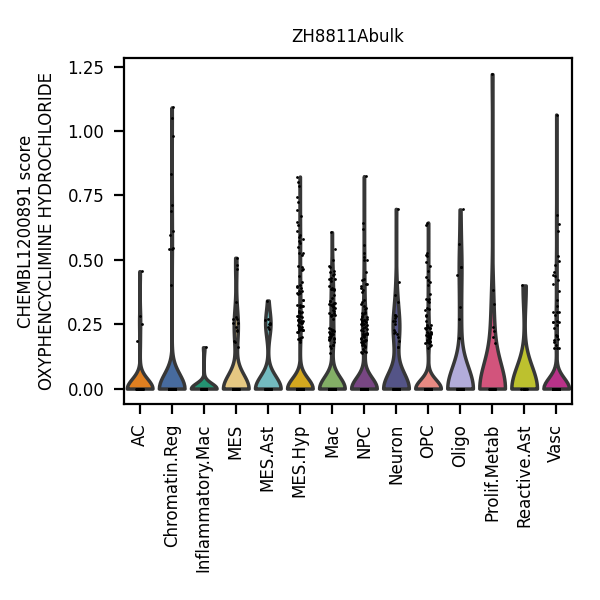 ZH8811Abulk
CHEMBL1200891 score
OXYPHENCYCLIMINE HYDROCHLORIDE
1.25
1.00
0.75
0.50
0.25
0.00
AC
Chromatin.Reg
Inflammatory.Mac
MES
MES.Ast
MES.Hyp
Mac
NPC
Neuron
OPC
Oligo
Prolif.Metab
Reactive.Ast
Vasc